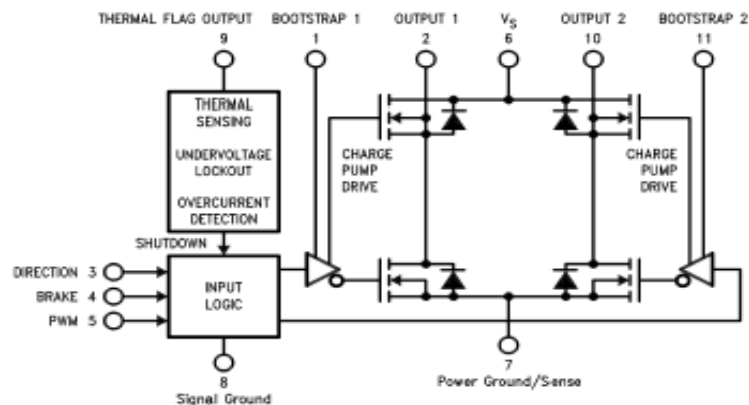 THERMAL FLAG OUTPUT BOOTSTRAP 1 OUTPUT 1 VS OUTPUT 2 BOOTSTRAP 2
9 1 2 6 10 11
THERMAL
SENSING
UNDERVOLTAGE
LOCKOUT
OVERCURRENT
DETECTION
CHARGE
PUMP
DRIVE
CHARGE
PUMP
DRIVE
SHUTDOWN
DIRECTION 3
BRAKE 4
PWM 5
INPUT
LOGIC
8
Signal Ground
7
Power Ground/Sense